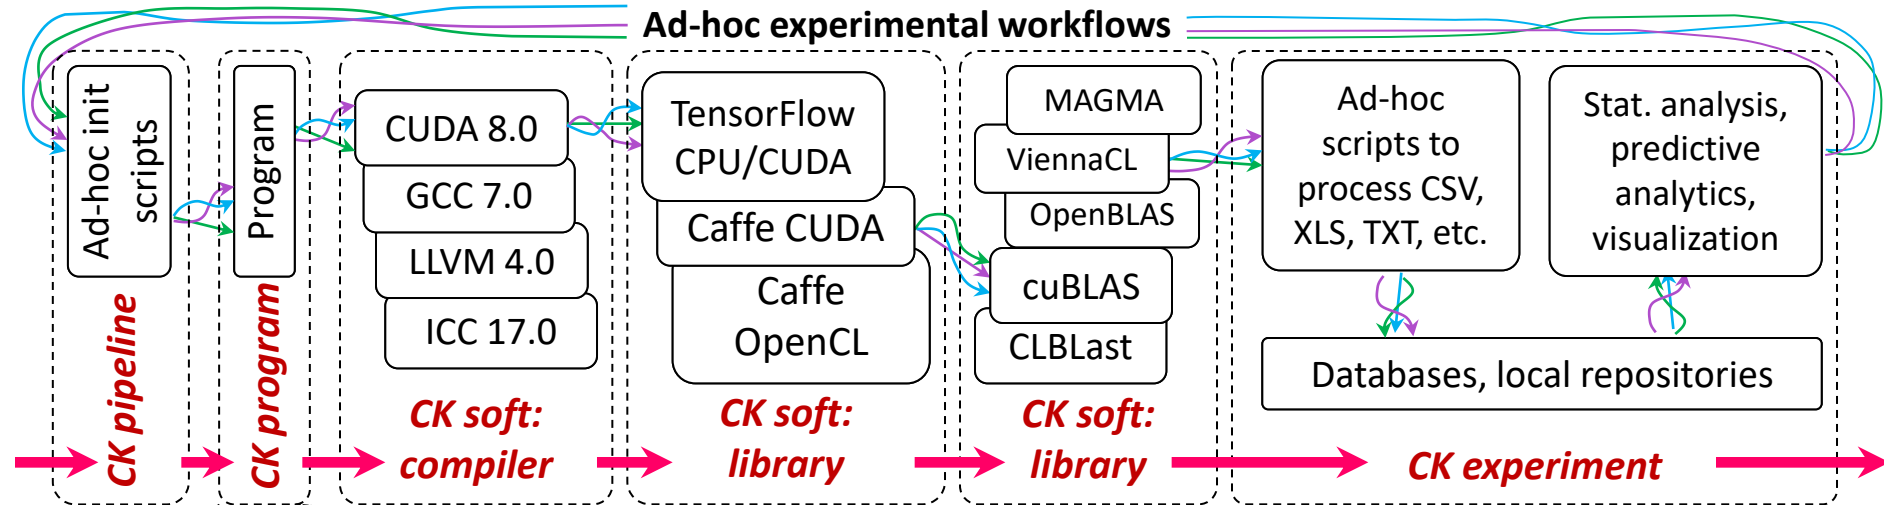 Ad-hoc experimental workflows
Ad-hoc init
scripts
CK pipeline
Program
CK program
CUDA 8.0
GCC 7.0
LLVM 4.0
ICC 17.0
CK soft:
compiler
TensorFlow
CPU/CUDA
Caffe CUDA
Caffe
OpenCL
CK soft:
library
MAGMA
ViennaCL
OpenBLAS
cuBLAS
CLBLast
CK soft:
library
Ad-hoc
scripts to
process CSV,
XLS, TXT, etc.
Stat. analysis,
predictive
analytics,
visualization
Databases, local repositories
CK experiment